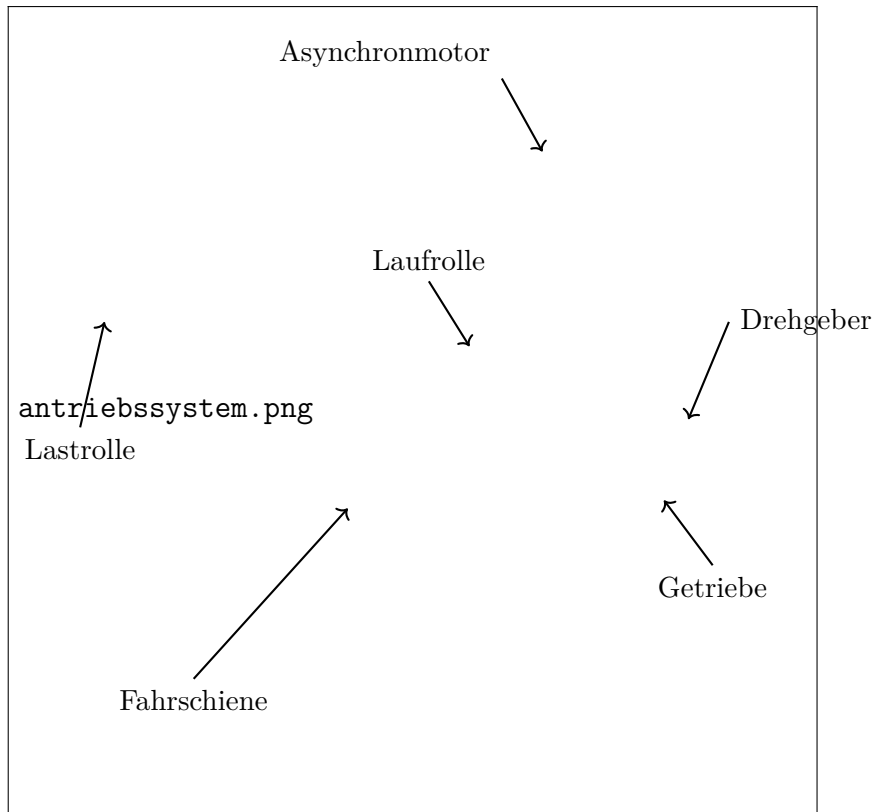 Asynchronmotor
Laufrolle
Drehgeber
antriebssystem.png
Lastrolle
Getriebe
Fahrschiene